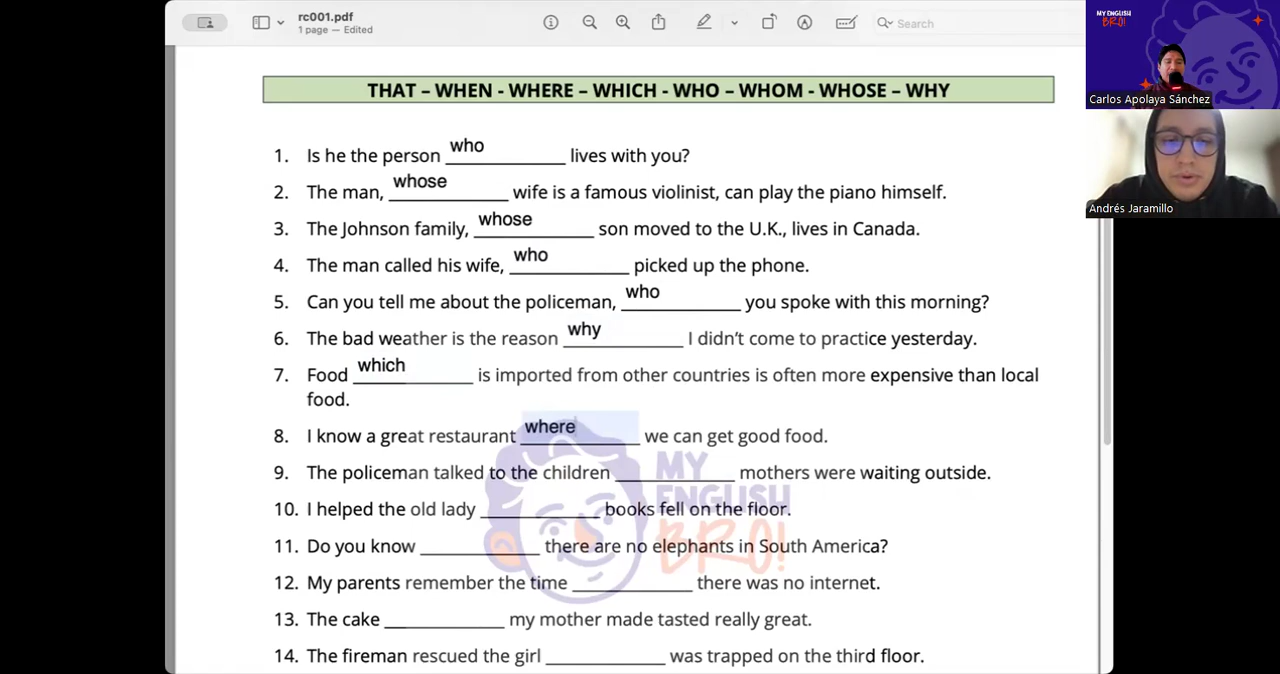 rc001.pdf
1 page — Edited
Search
MY ENGLISH
BRO!
Carlos Apolaya Sánchez
Andrés Jaramillo
THAT – WHEN - WHERE – WHICH - WHO – WHOM - WHOSE – WHY
1. Is he the person who lives with you?
2. The man, whose wife is a famous violinist, can play the piano himself.
3. The Johnson family, whose son moved to the U.K., lives in Canada.
4. The man called his wife, who picked up the phone.
5. Can you tell me about the policeman, who you spoke with this morning?
6. The bad weather is the reason why I didn’t come to practice yesterday.
7. Food which is imported from other countries is often more expensive than local
food.
8. I know a great restaurant where we can get good food.
9. The policeman talked to the children ____________ mothers were waiting outside.
10. I helped the old lady ____________ books fell on the floor.
11. Do you know ____________ there are no elephants in South America?
12. My parents remember the time ____________ there was no internet.
13. The cake ____________ my mother made tasted really great.
14. The fireman rescued the girl ____________ was trapped on the third floor.
MY
ENGLISH
BRO!